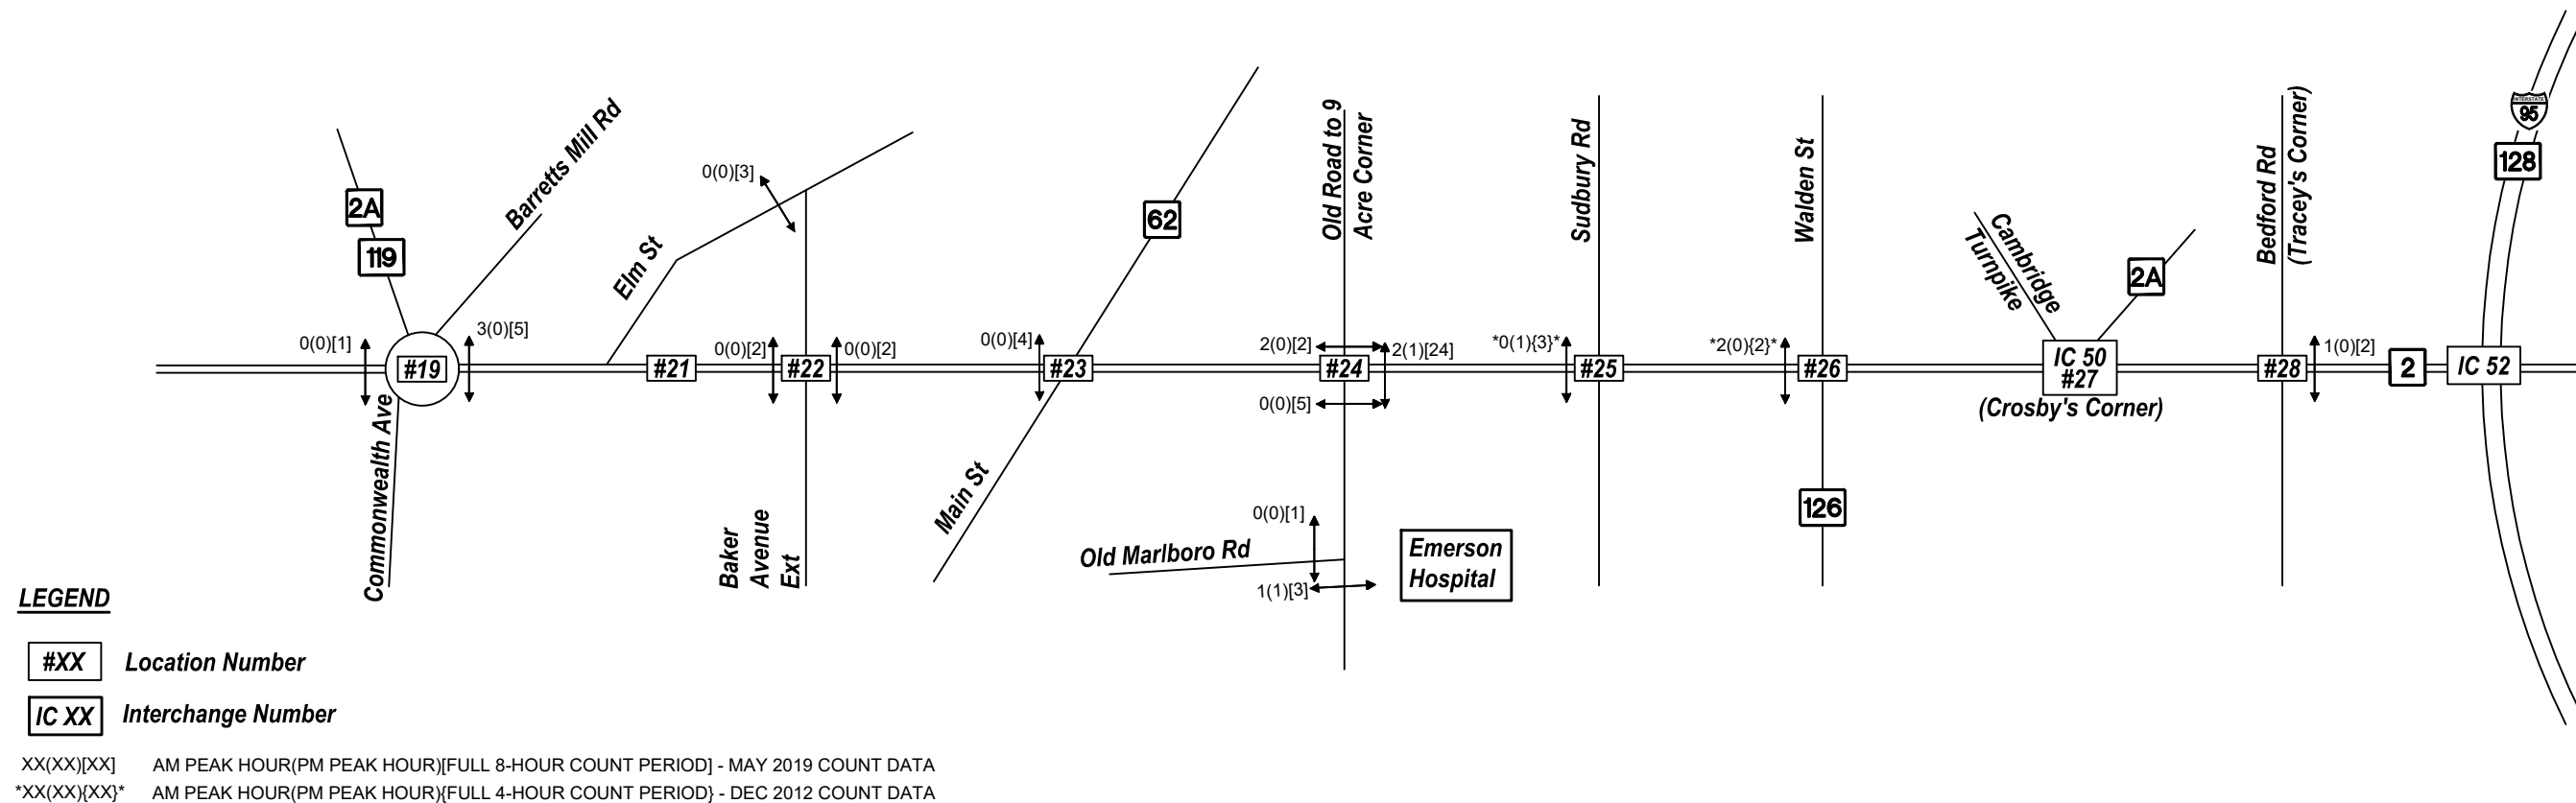 2A
119
Barretts Mill Rd
0(0)[1]
#19
3(0)[5]
Commonwealth Ave
Elm St
#21
0(0)[3]
0(0)[2]
#22
0(0)[2]
Baker
Avenue
Ext
0(0)[4]
#23
62
Main St
Old Road to 9
Acre Corner
2(0)[2]
#24
2(1)[24]
0(0)[5]
0(0)[1]
Old Marlboro Rd
1(1)[3]
Emerson
Hospital
Sudbury Rd
*0(1){3}*
#25
Walden St
*2(0){2}*
#26
126
Cambridge
Turnpike
2A
IC 50
#27
(Crosby's Corner)
Bedford Rd
(Tracey's Corner)
#28
1(0)[2]
2
IC 52
INTERSTATE
95
128
LEGEND
#XX Location Number
IC XX Interchange Number
XX(XX)[XX] AM PEAK HOUR(PM PEAK HOUR)[FULL 8-HOUR COUNT PERIOD] - MAY 2019 COUNT DATA
*XX(XX){XX}* AM PEAK HOUR(PM PEAK HOUR){FULL 4-HOUR COUNT PERIOD} - DEC 2012 COUNT DATA